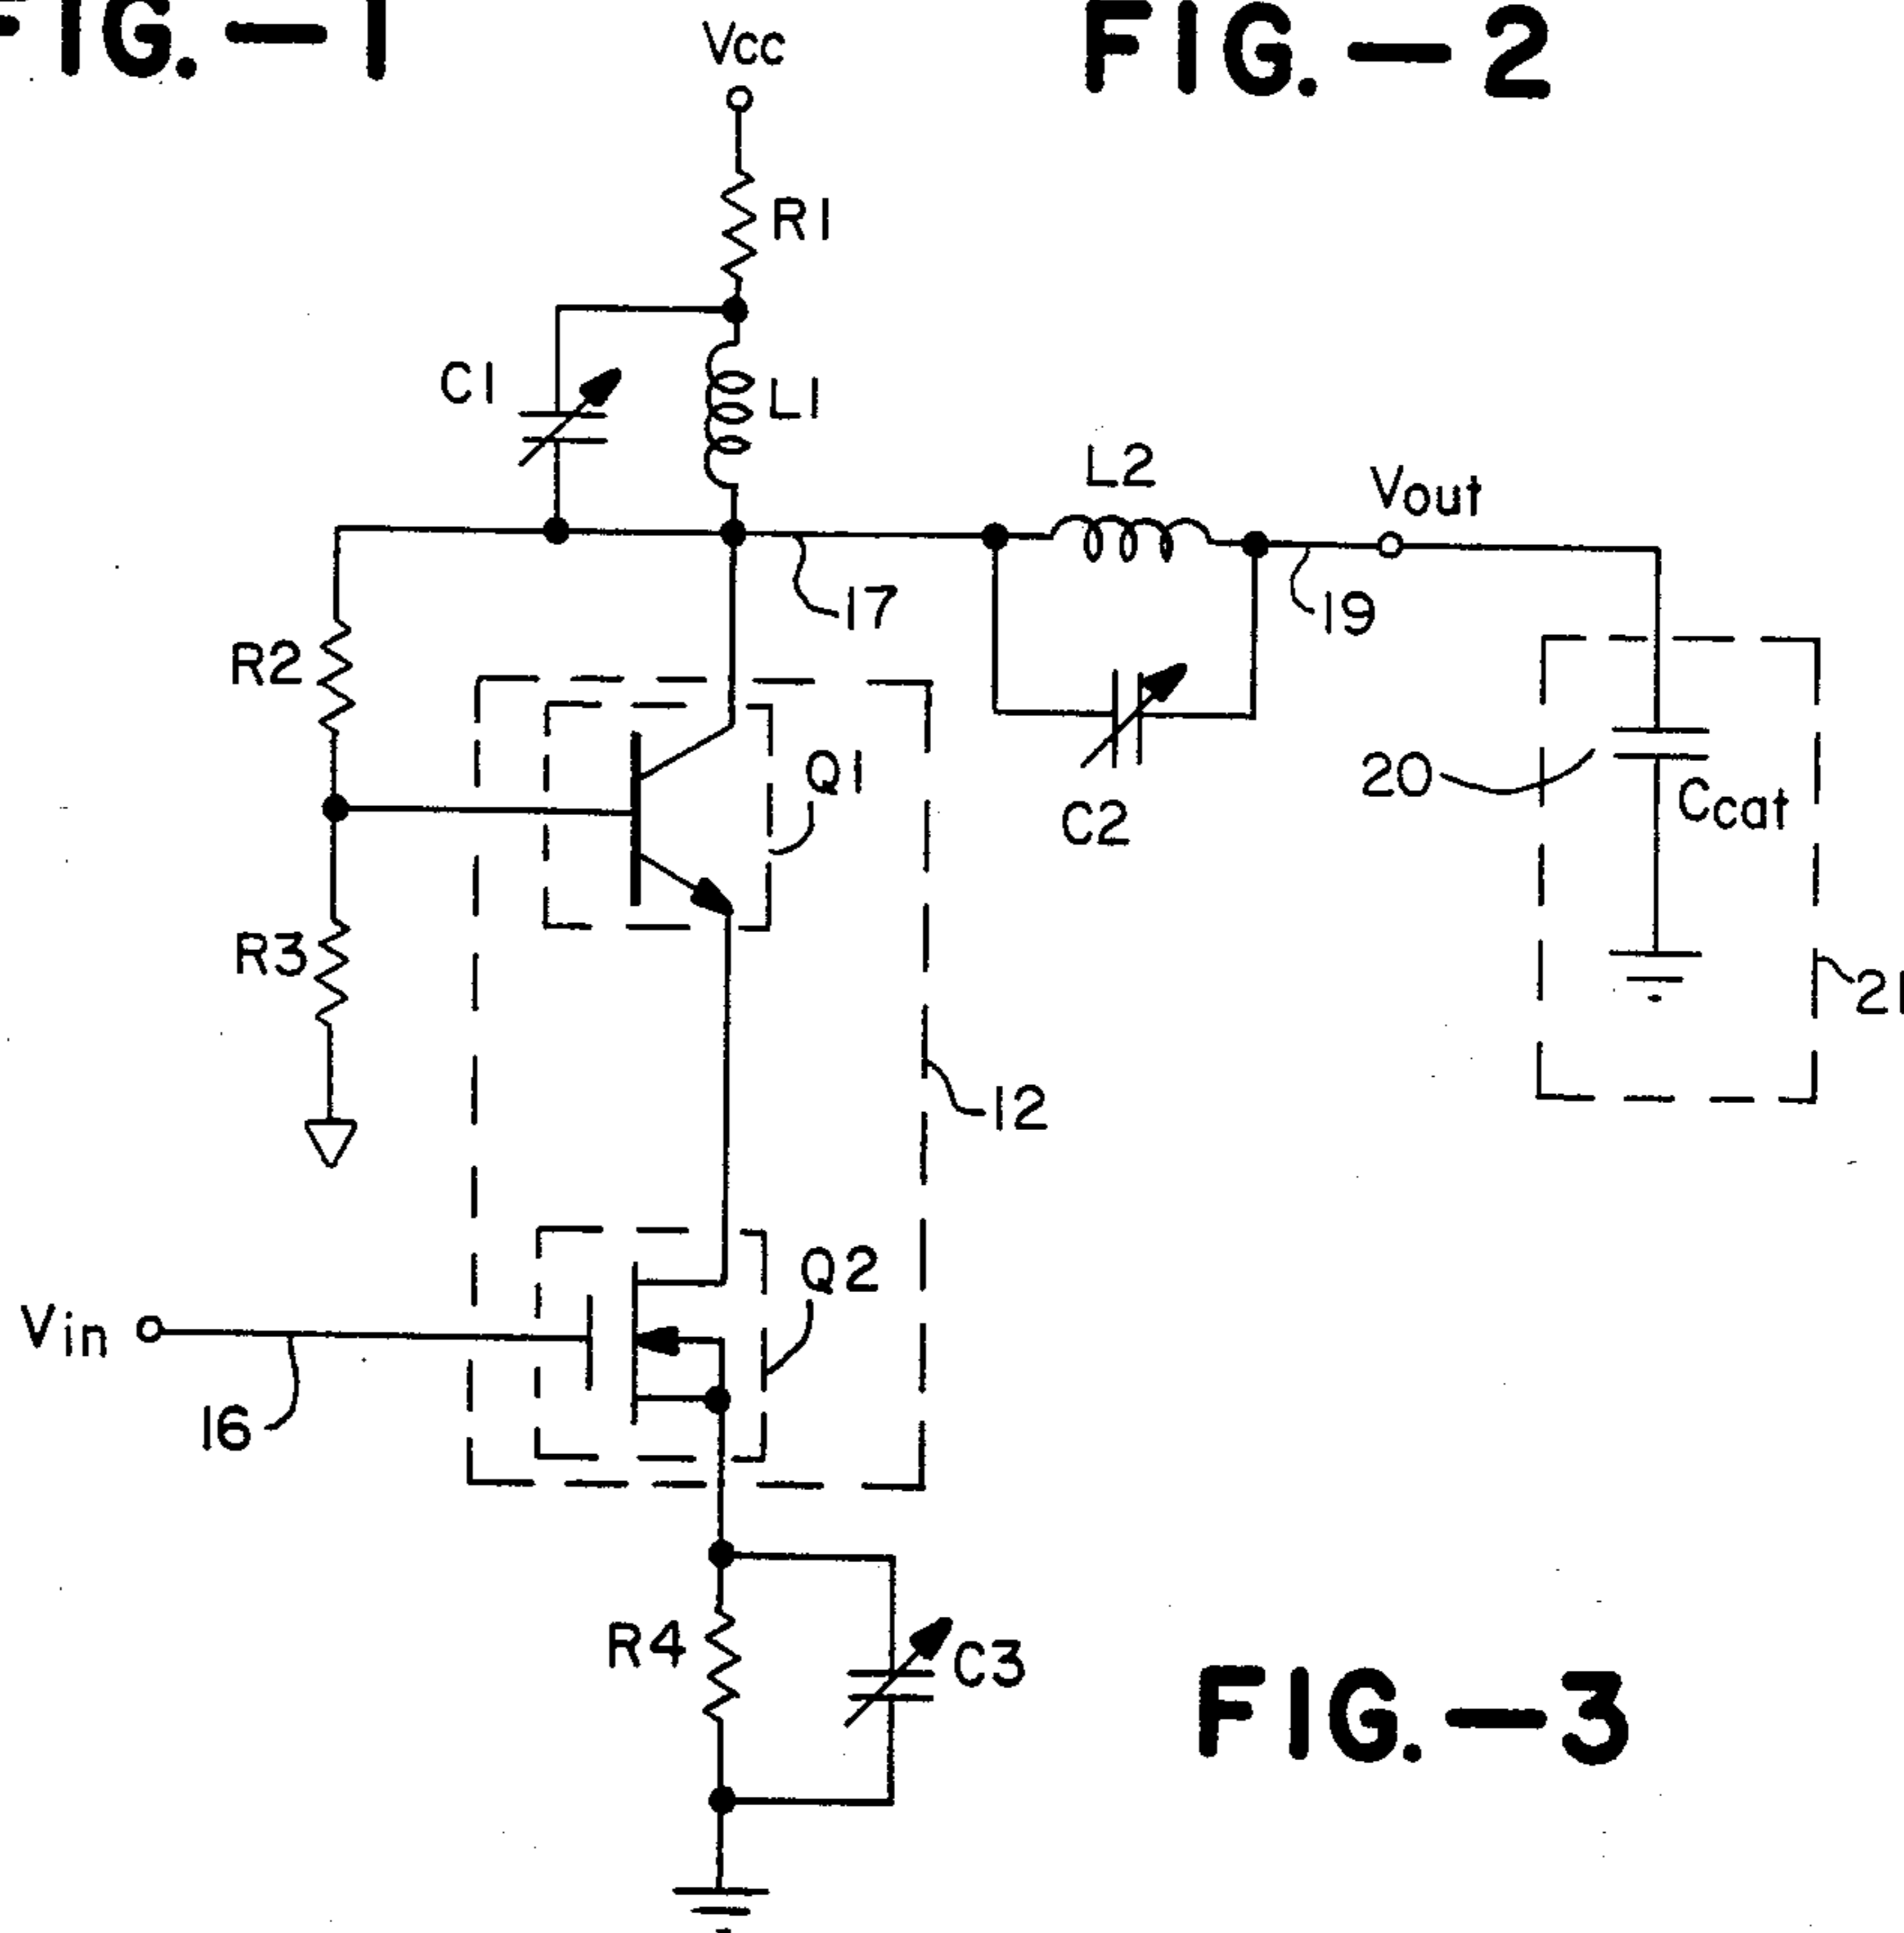 FIG.-1
FIG.-2
Vcc
R1
C1
L1
L2
Vout
17
19
R2
Q1
20
Ccat
C2
R3
21
12
Q2
Vin
16
R4
C3
FIG.-3